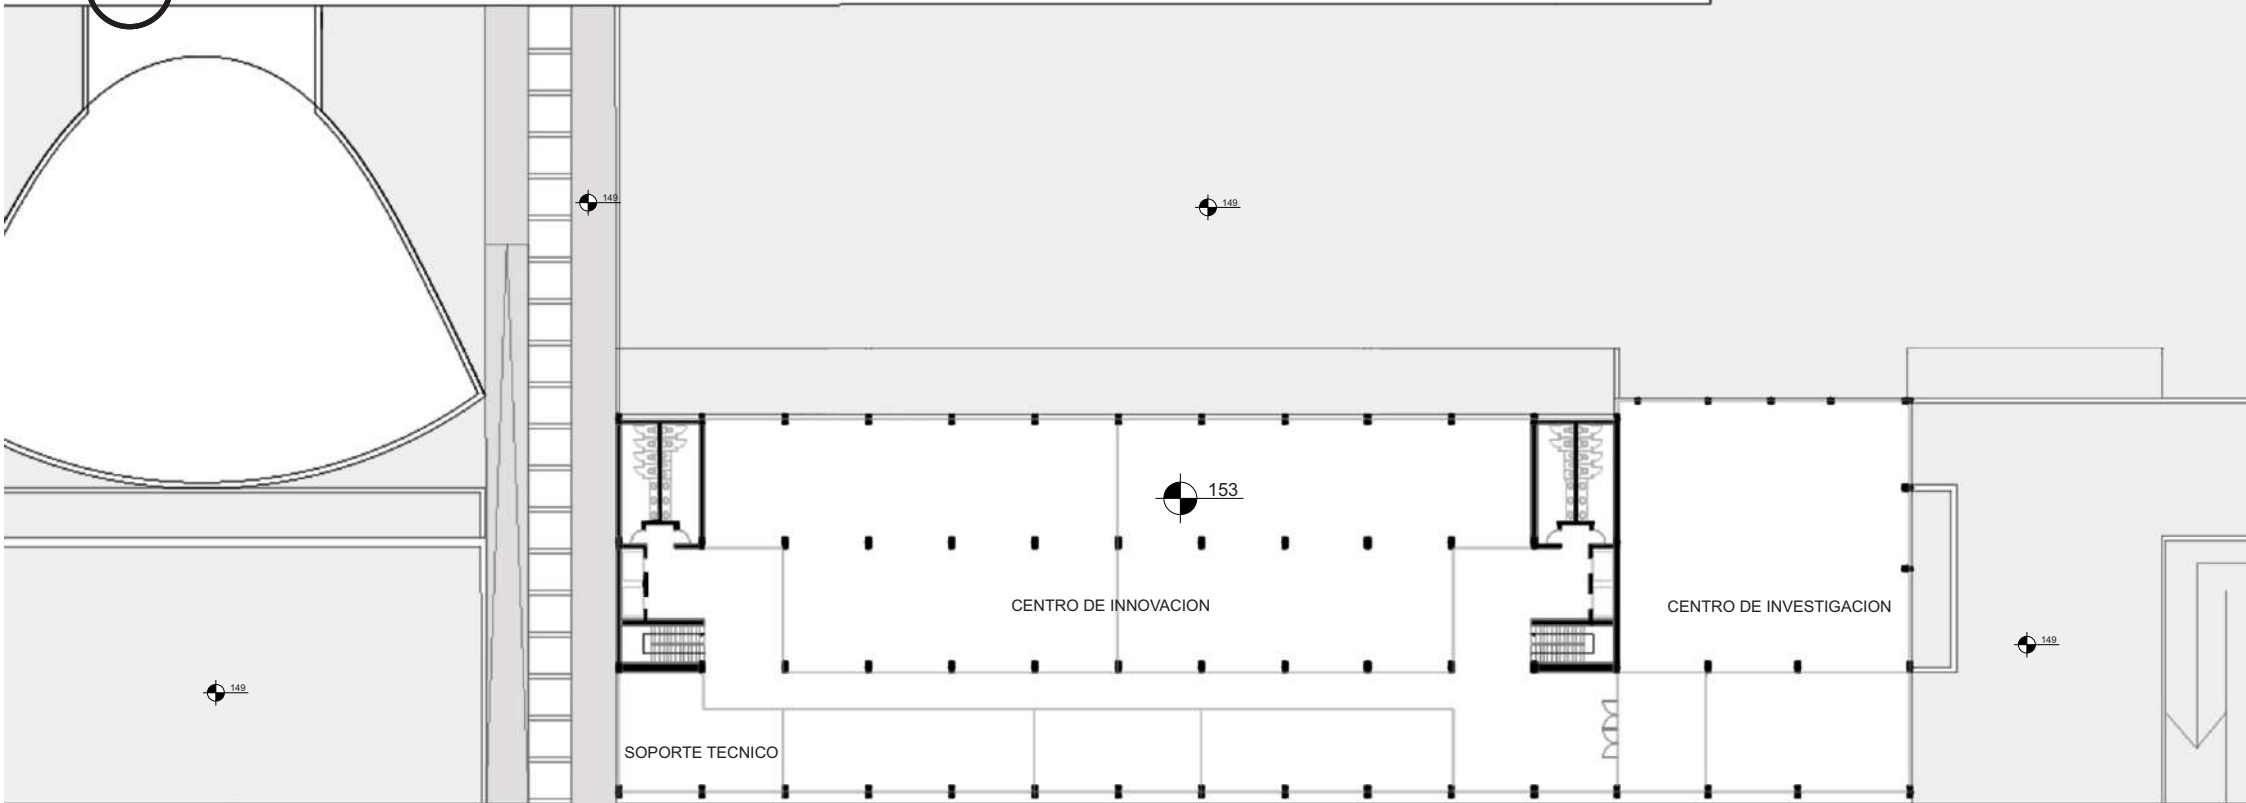 149
149
153
CENTRO DE INNOVACION
CENTRO DE INVESTIGACION
149
149
SOPORTE TECNICO